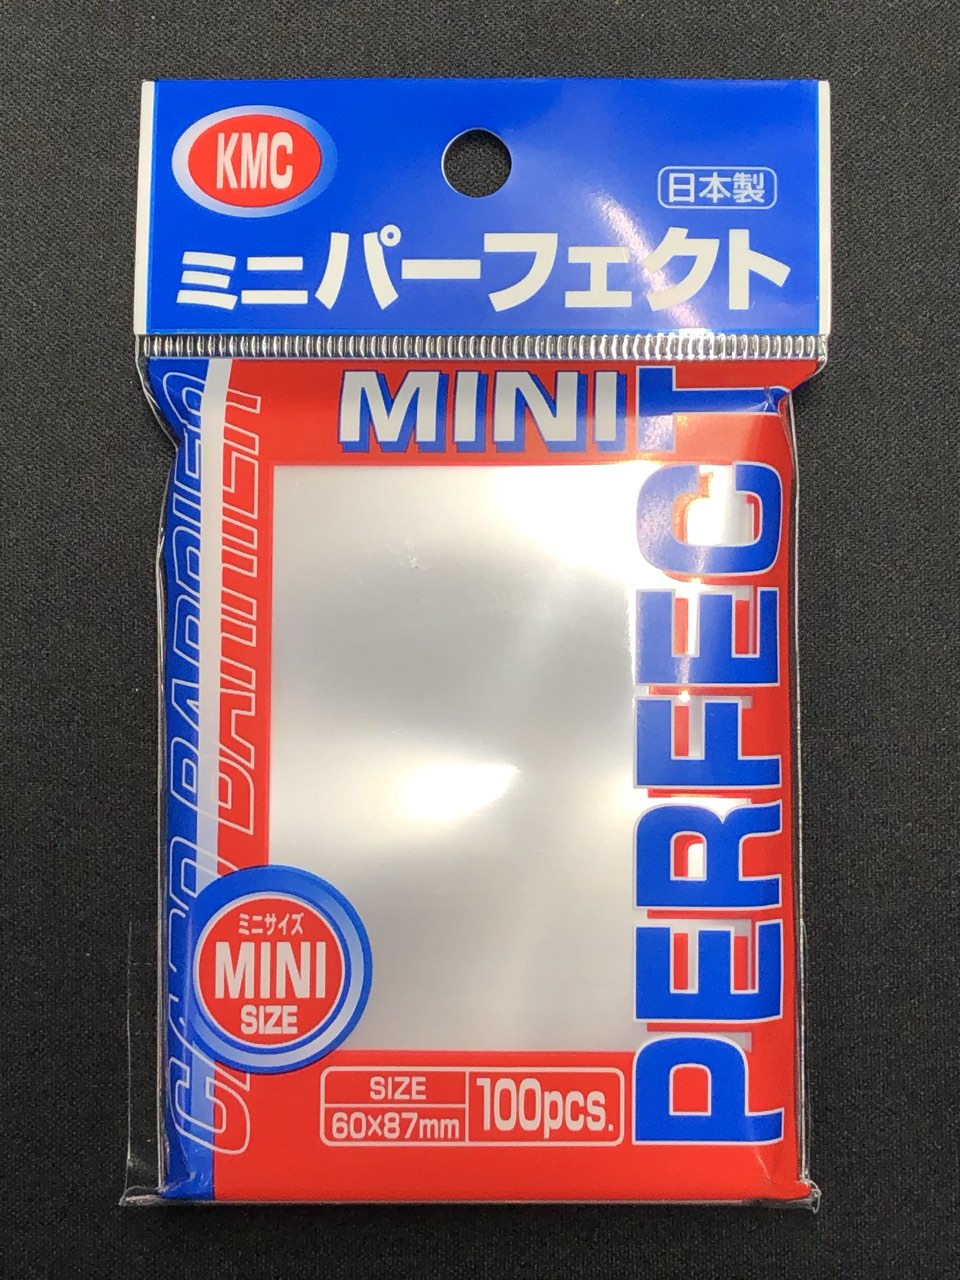 KMC
日本製
ミニパーフェクト
MINI
PERFECT
CARD BARRIER
ミニサイズ
MINI
SIZE
SIZE
60×87mm
100pcs.